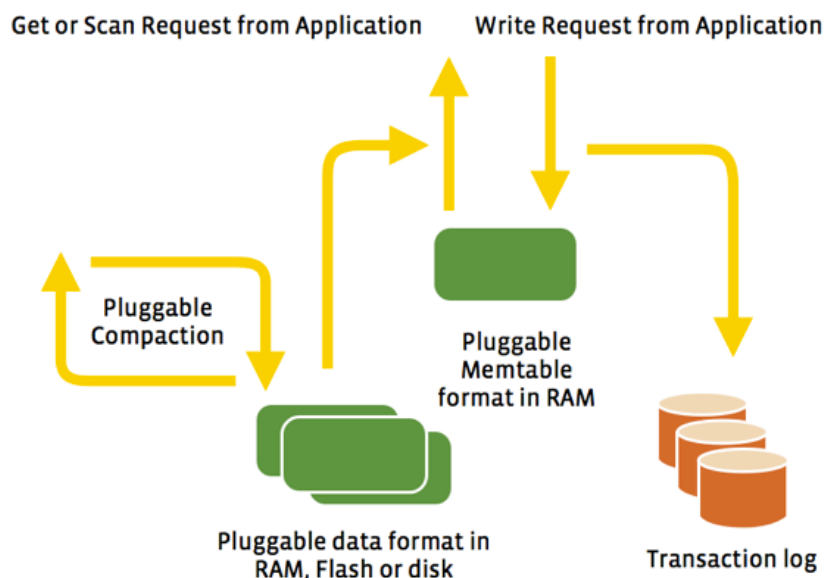 Get or Scan Request from Application
Write Request from Application
Pluggable
Compaction
Pluggable
Memtable
format in RAM
Pluggable data format in
RAM, Flash or disk
Transaction log